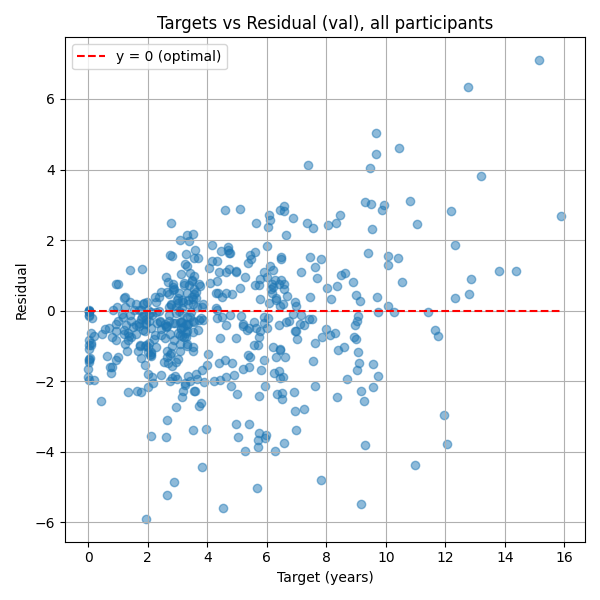 Targets vs Residual (val), all participants
y = 0 (optimal)
6
4
2
0
−2
−4
−6
Residual
0 2 4 6 8 10 12 14 16
Target (years)